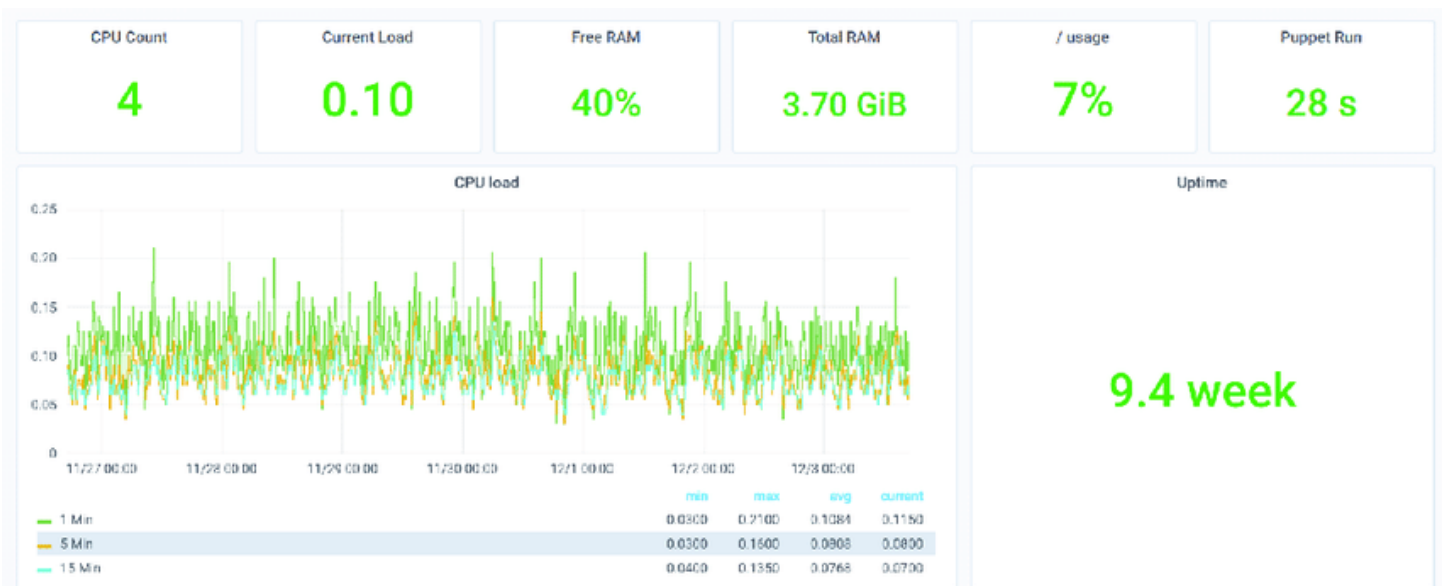 CPU Count
4
Current Load
0.10
Free RAM
40%
Total RAM
3.70 GiB
/ usage
7%
Puppet Run
28 s
CPU load
0.25
0.20
0.15
0.10
0.05
0
11/27 00:00 11/28 00:00 11/29 00:00 11/30 00:00 12/1 00:00 12/2 00:00 12/3 00:00
min max avg current
1 Min 0.0300 0.2100 0.1084 0.1150
5 Min 0.0300 0.1600 0.0808 0.0800
15 Min 0.0400 0.1350 0.0768 0.0700
Uptime
9.4 week